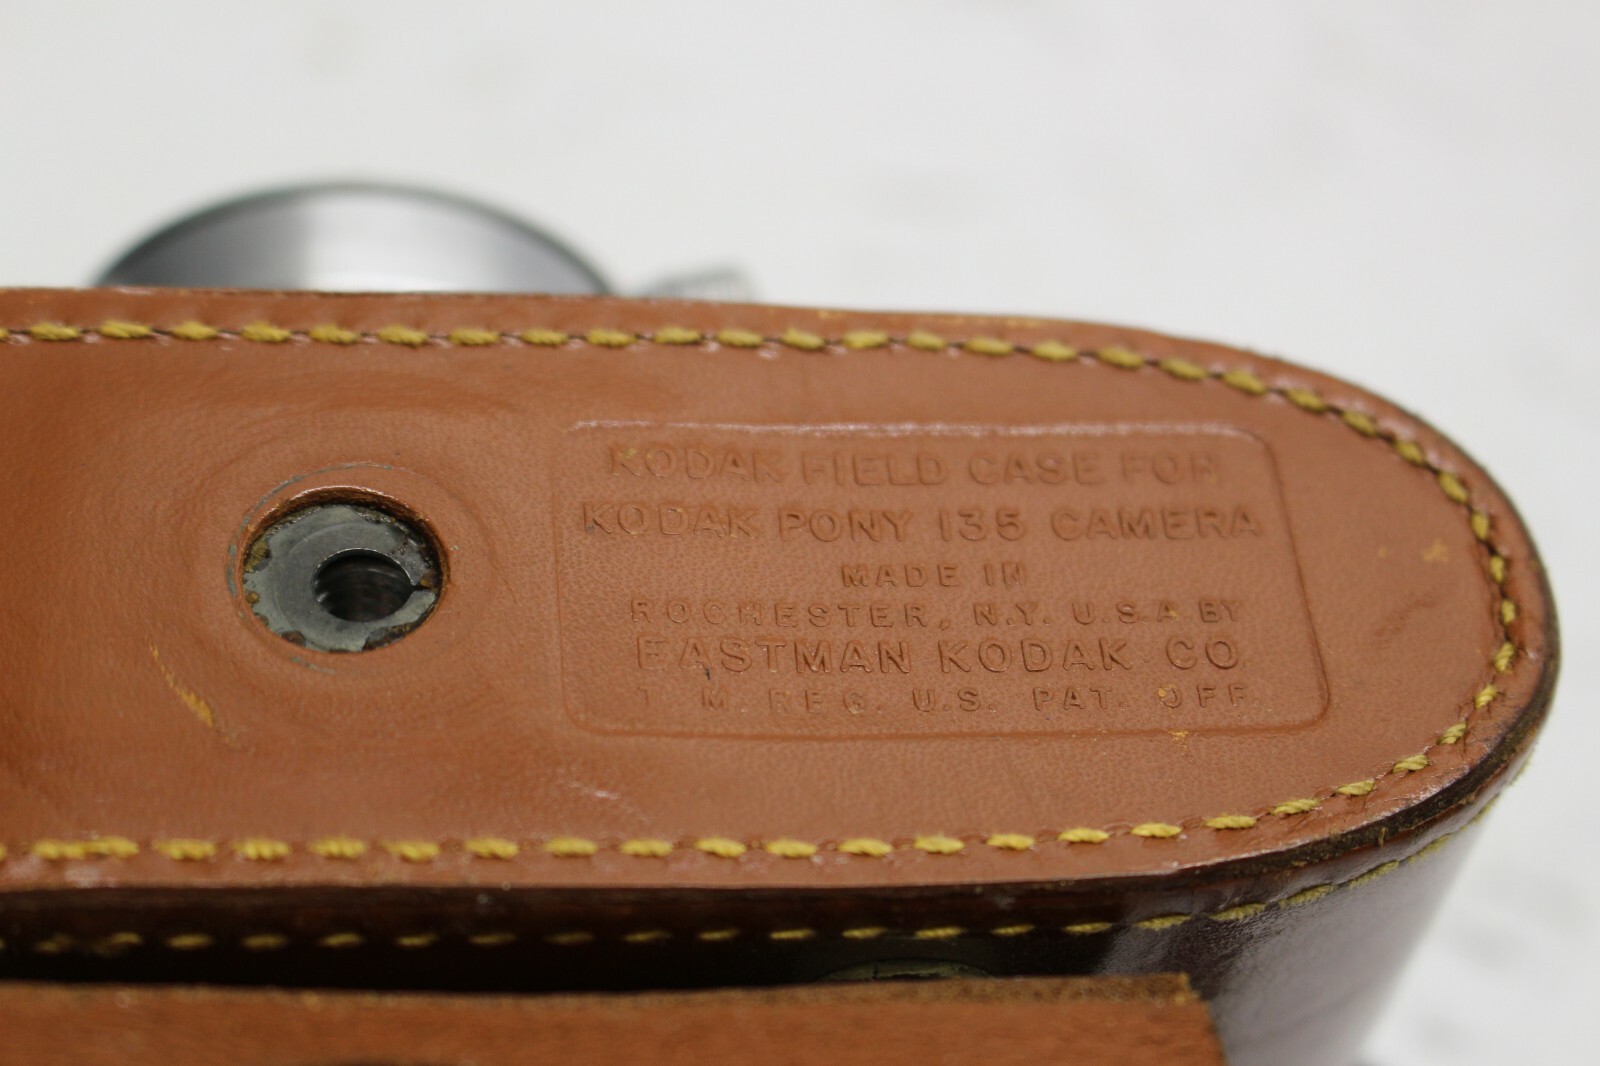 KODAK FIELD CASE FOR
KODAK PONY 135 CAMERA
MADE IN
ROCHESTER, N.Y. U.S.A BY
EASTMAN KODAK CO
T M. REG. U.S. PAT. OFF.